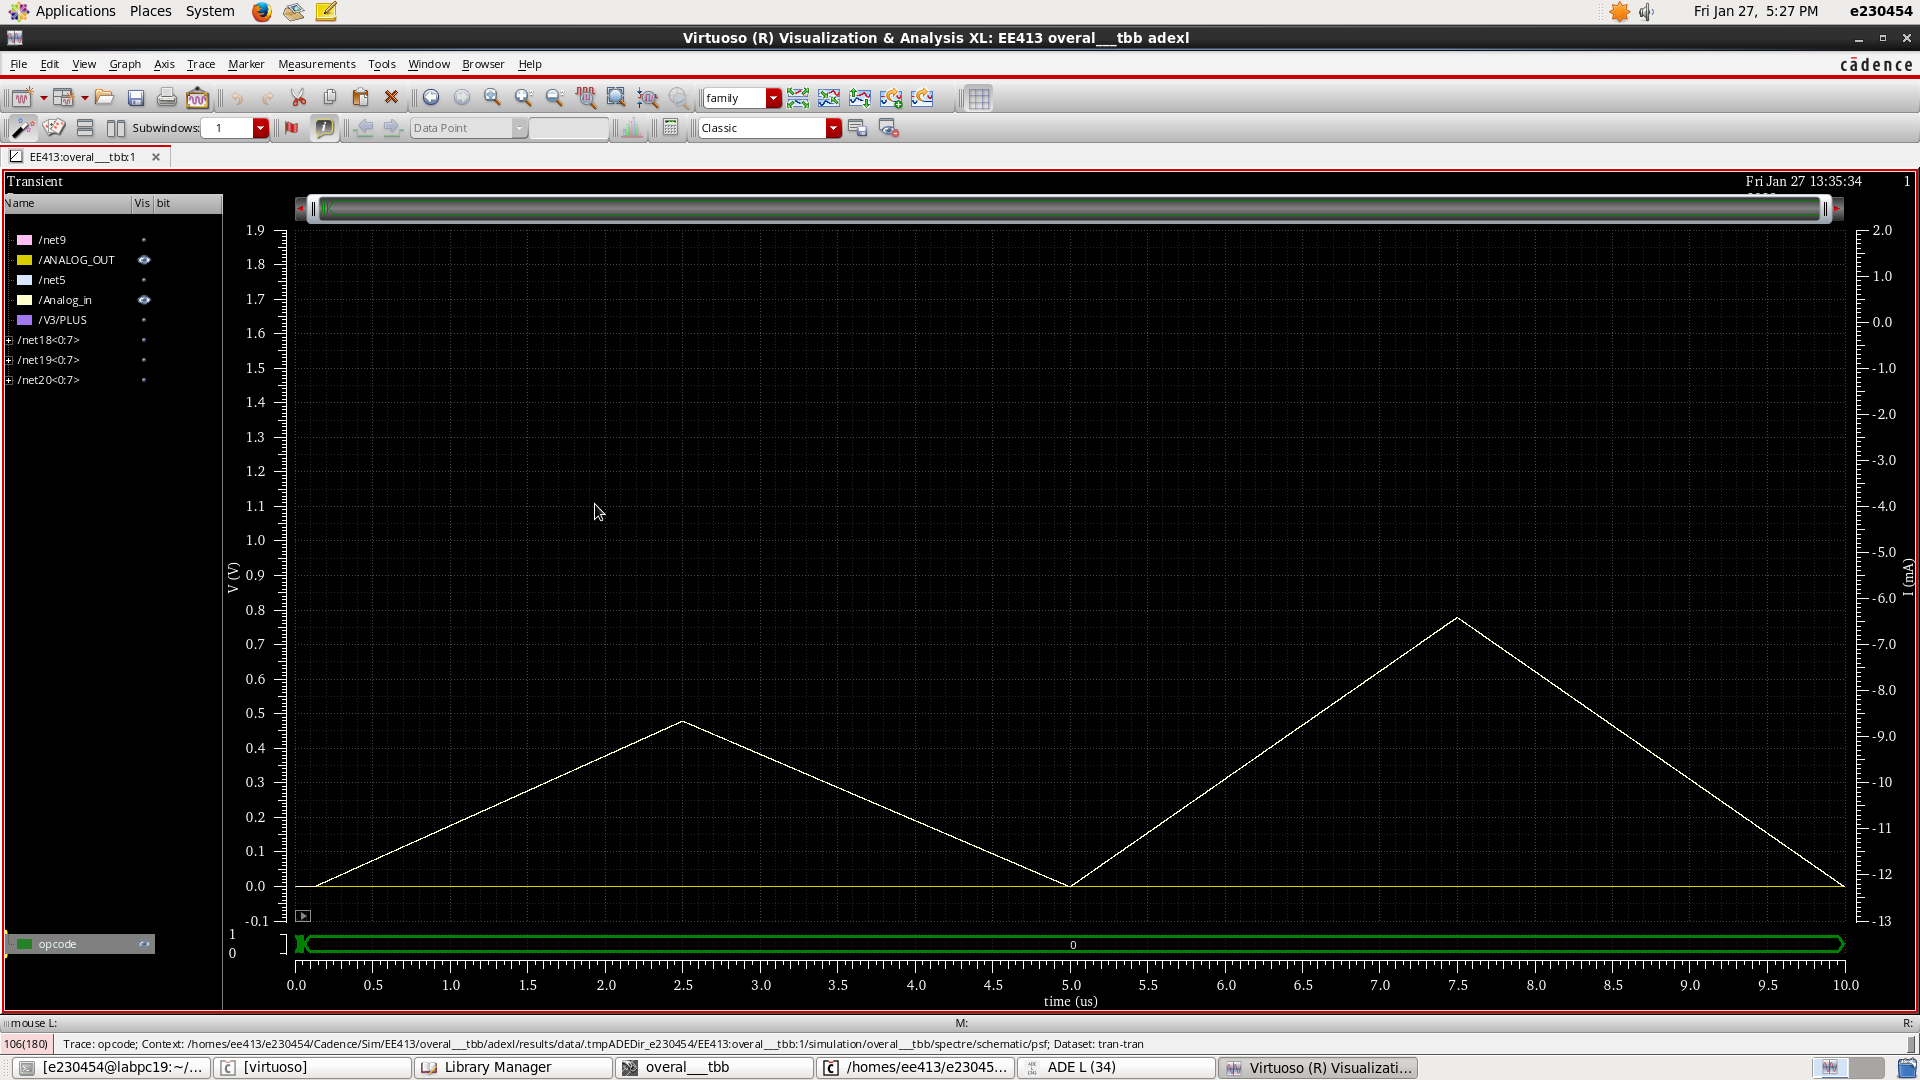 Applications Places System
Fri Jan 27, 5:27 PM e230454
Virtuoso (R) Visualization & Analysis XL: EE413 overal___tbb adexl
File Edit View Graph Axis Trace Marker Measurements Tools Window Browser Help
cādence
family
Subwindows: 1
Data Point
Classic
EE413:overal___tbb:1
Transient
Fri Jan 27 13:35:34
1
Name Vis bit
/net9
/ANALOG_OUT
/net5
/Analog_in
/V3/PLUS
/net18<0:7>
/net19<0:7>
/net20<0:7>
opcode
1.9
1.8
1.7
1.6
1.5
1.4
1.3
1.2
1.1
1.0
0.9
0.8
0.7
0.6
0.5
0.4
0.3
0.2
0.1
0.0
-0.1
V (V)
1
0
0
2.0
1.0
0.0
-1.0
-2.0
-3.0
-4.0
-5.0
-6.0
-7.0
-8.0
-9.0
-10
-11
-12
-13
I (mA)
0.0 0.5 1.0 1.5 2.0 2.5 3.0 3.5 4.0 4.5 5.0 5.5 6.0 6.5 7.0 7.5 8.0 8.5 9.0 9.5 10.0
time (us)
mouse L: M: R:
106(180) Trace: opcode; Context: /homes/ee413/e230454/Cadence/Sim/EE413/overal___tbb/adexl/results/data/.tmpADEDir_e230454/EE413:overal___tbb:1/simulation/overal___tbb/spectre/schematic/psf; Dataset: tran-tran
[e230454@labpc19:~/... [virtuoso] Library Manager overal___tbb /homes/ee413/e23045... ADE L (34) Virtuoso (R) Visualizati...